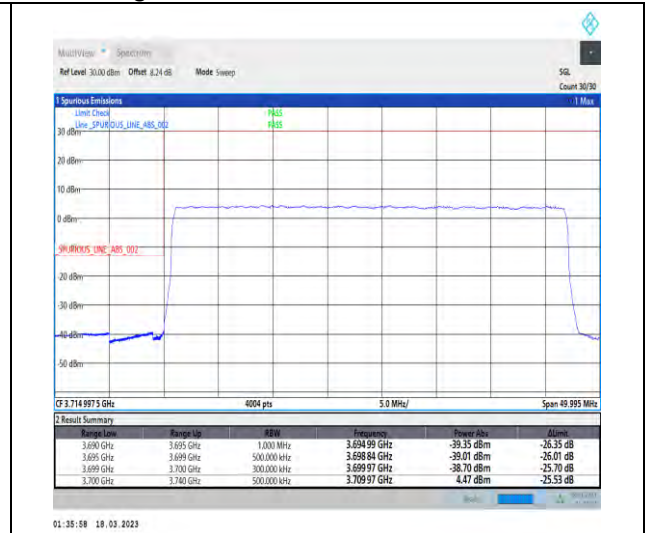 MultiView Spectrum
Ref Level 30.00 dBm Offset 8.24 dB Mode Sweep SGL
Count 30/30
1 Spurious Emissions 1 Max
Limit Check PASS
Line _SPURIOUS_LINE_ABS_002 PASS
30 dBm
20 dBm
10 dBm
0 dBm
_SPURIOUS_LINE_ABS_002
-20 dBm
-30 dBm
-40 dBm
-50 dBm
CF 3.714 997 5 GHz 4004 pts 5.0 MHz/ Span 49.995 MHz
2 Result Summary
Range Low Range Up RBW Frequency Power Abs ΔLimit
3.690 GHz 3.695 GHz 1.000 MHz 3.694 99 GHz -39.35 dBm -26.35 dB
3.695 GHz 3.699 GHz 500.000 kHz 3.698 84 GHz -39.01 dBm -26.01 dB
3.699 GHz 3.700 GHz 300.000 kHz 3.699 97 GHz -38.70 dBm -25.70 dB
3.700 GHz 3.740 GHz 500.000 kHz 3.709 97 GHz 4.47 dBm -25.53 dB
01:35:58 18.03.2023